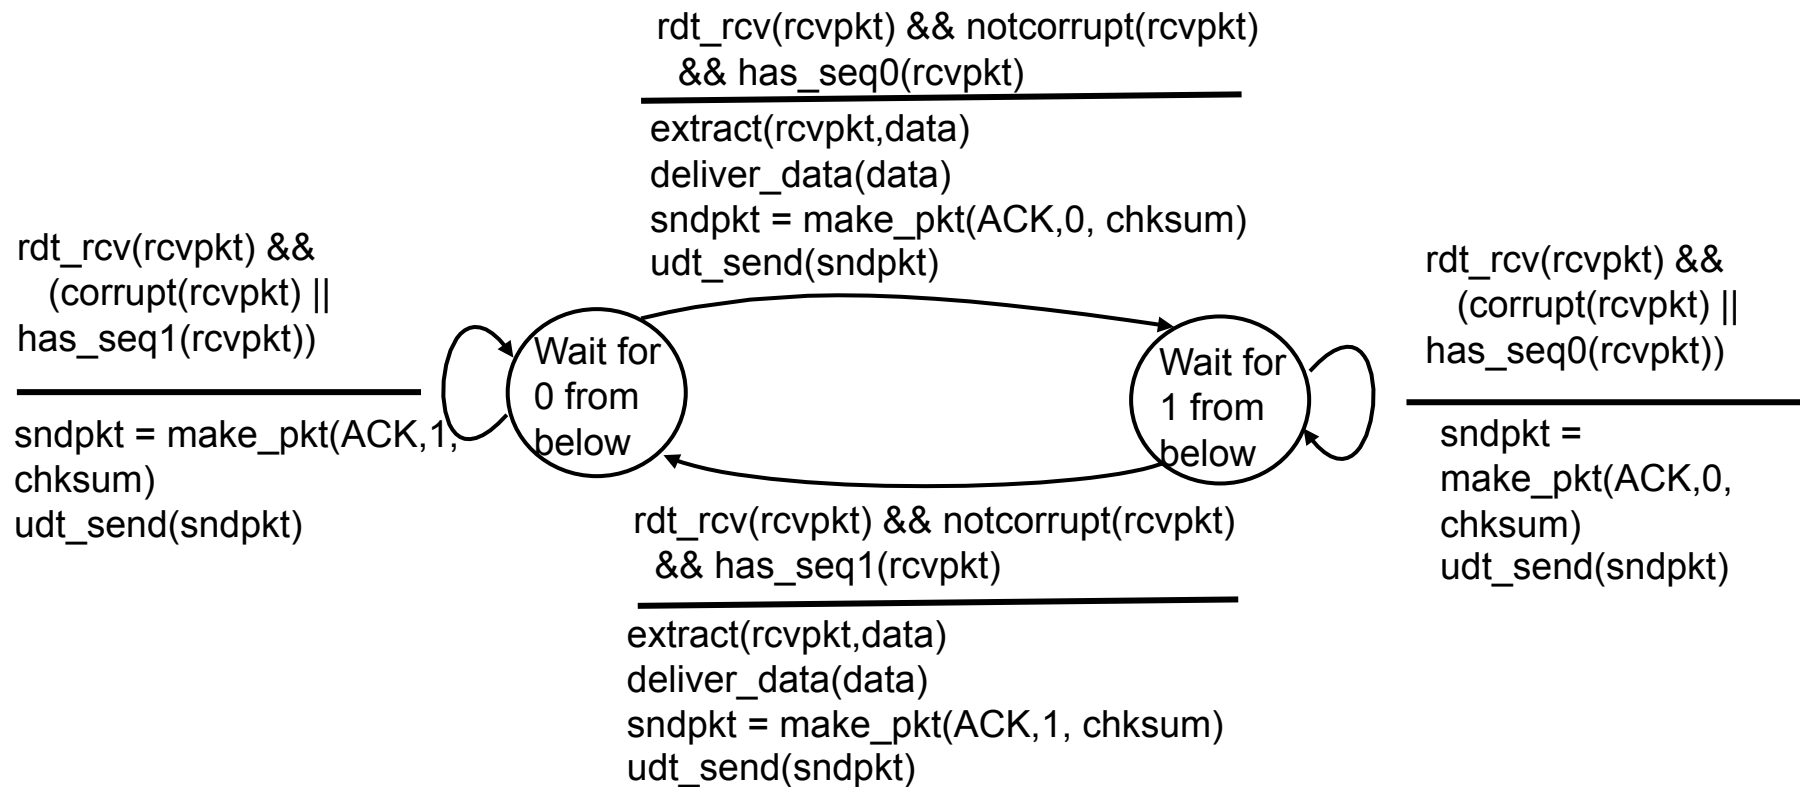 rdt_rcv(rcvpkt) && notcorrupt(rcvpkt)
&& has_seq0(rcvpkt)
extract(rcvpkt,data)
deliver_data(data)
sndpkt = make_pkt(ACK,0, chksum)
udt_send(sndpkt)
rdt_rcv(rcvpkt) &&
(corrupt(rcvpkt) ||
has_seq1(rcvpkt))
sndpkt = make_pkt(ACK,1,
chksum)
udt_send(sndpkt)
Wait for
0 from
below
Wait for
1 from
below
rdt_rcv(rcvpkt) &&
(corrupt(rcvpkt) ||
has_seq0(rcvpkt))
sndpkt =
make_pkt(ACK,0,
chksum)
udt_send(sndpkt)
rdt_rcv(rcvpkt) && notcorrupt(rcvpkt)
&& has_seq1(rcvpkt)
extract(rcvpkt,data)
deliver_data(data)
sndpkt = make_pkt(ACK,1, chksum)
udt_send(sndpkt)